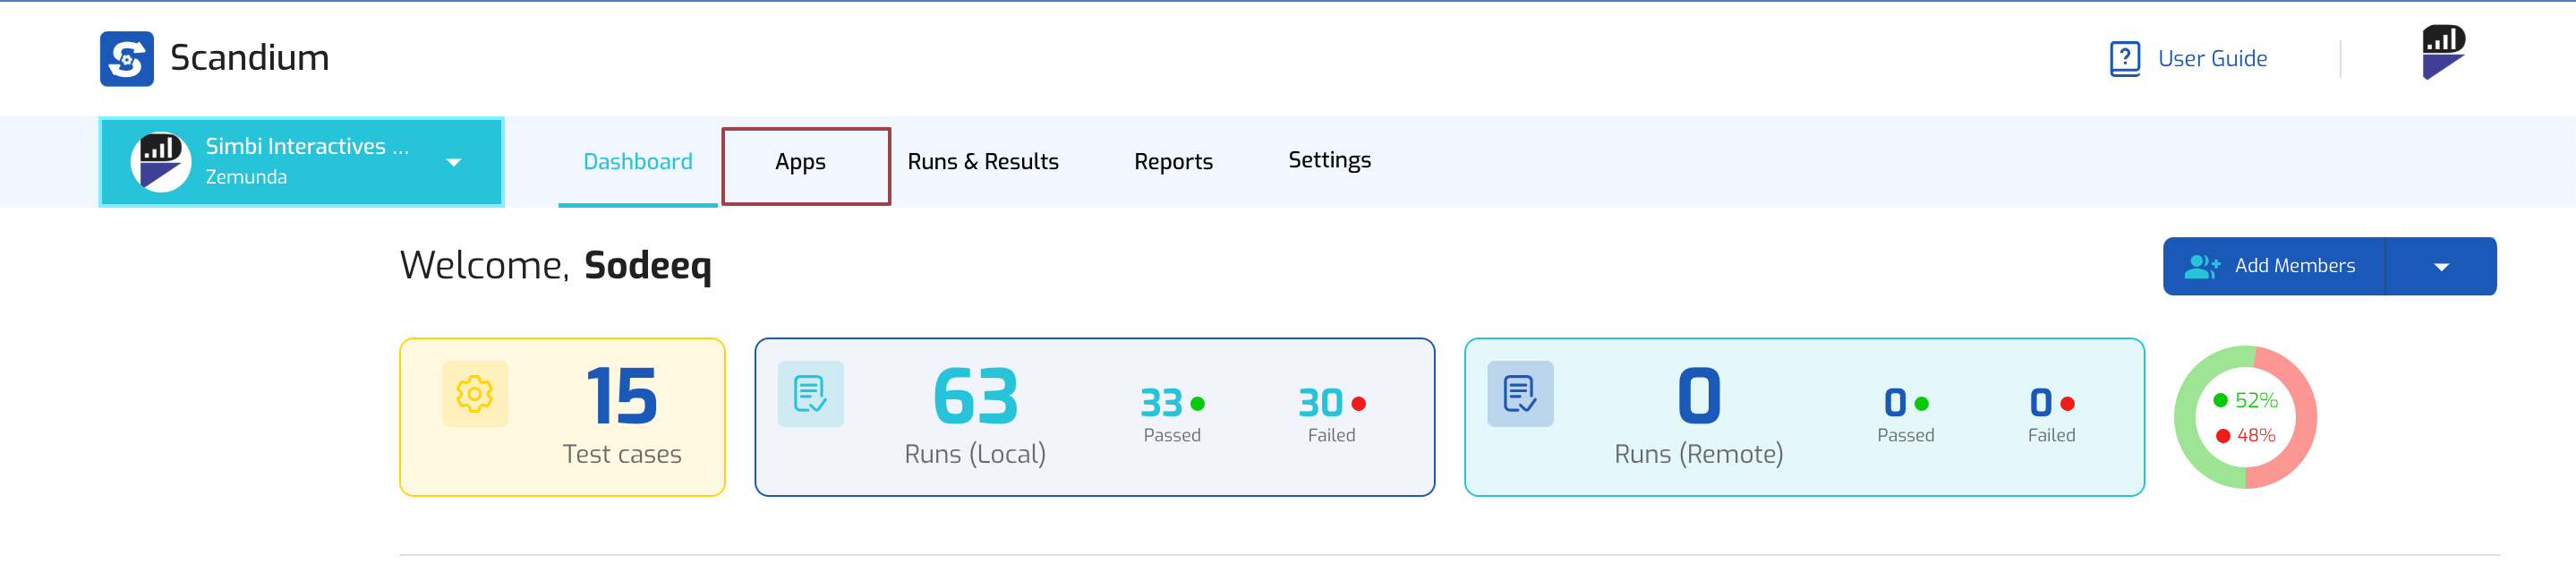 Scandium
User Guide
Simbi Interactives ...
Zemunda
Dashboard
Apps
Runs & Results
Reports
Settings
Welcome, Sodeeq
Add Members
15
Test cases
63
Runs (Local)
33
Passed
30
Failed
0
Runs (Remote)
0
Passed
0
Failed
52%
48%